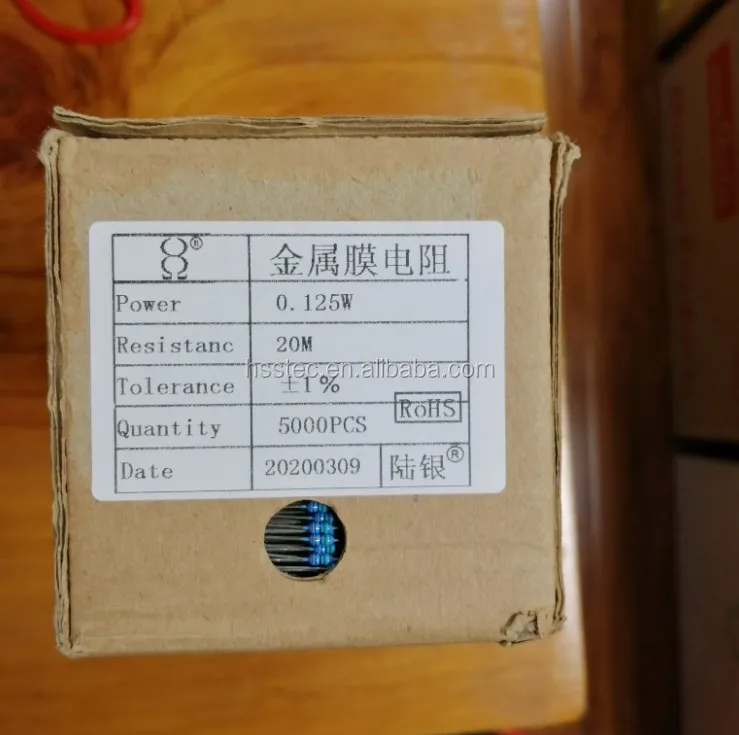 ® 金属膜电阻
Power 0.125W
Resistanc 20M
hsstec.en.alibaba.com
Tolerance ±1%
RoHS
Quantity 5000PCS
Date 20200309 陆银®